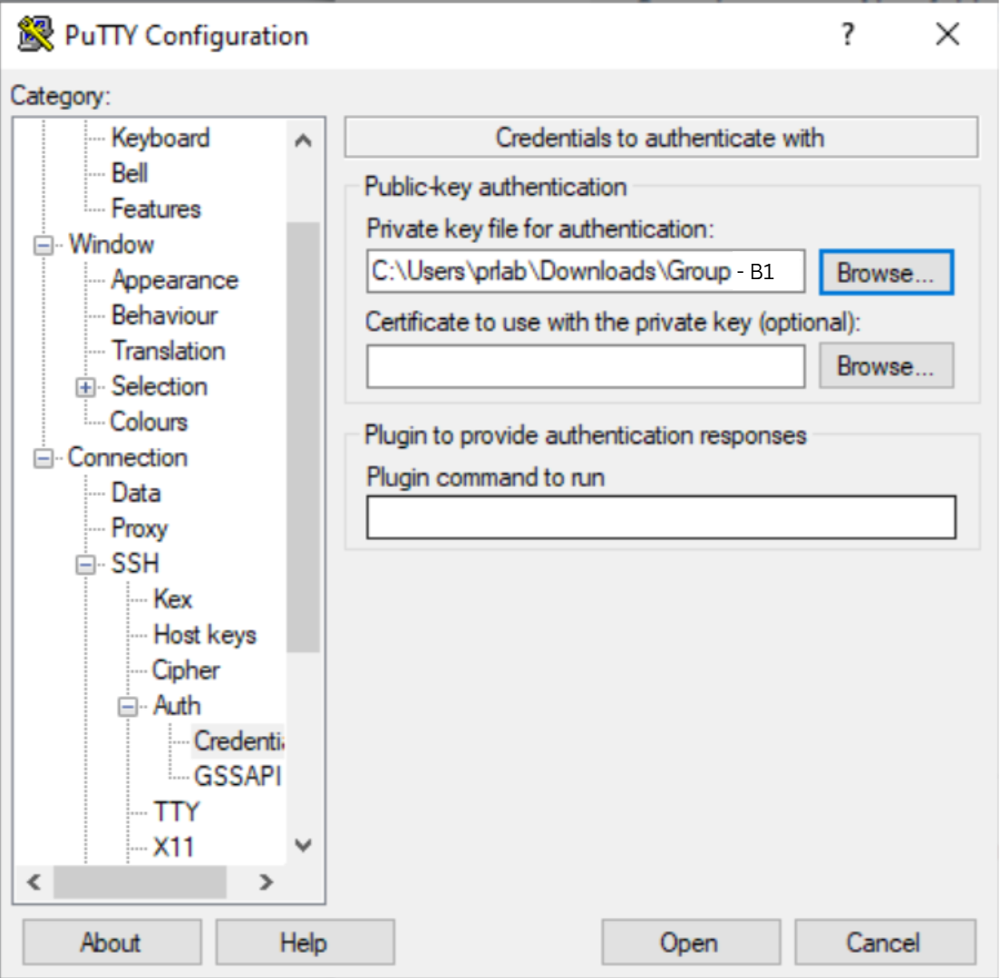 PuTTY Configuration
?
Category:
Keyboard
Bell
Features
Window
Appearance
Behaviour
Translation
Selection
Colours
Connection
Data
Proxy
SSH
Kex
Host keys
Cipher
Auth
Credentia
GSSAPI
TTY
X11
Credentials to authenticate with
Public-key authentication
Private key file for authentication:
C:\Users\prlab\Downloads\Group - B1
Browse...
Certificate to use with the private key (optional):
Browse...
Plugin to provide authentication responses
Plugin command to run
About
Help
Open
Cancel